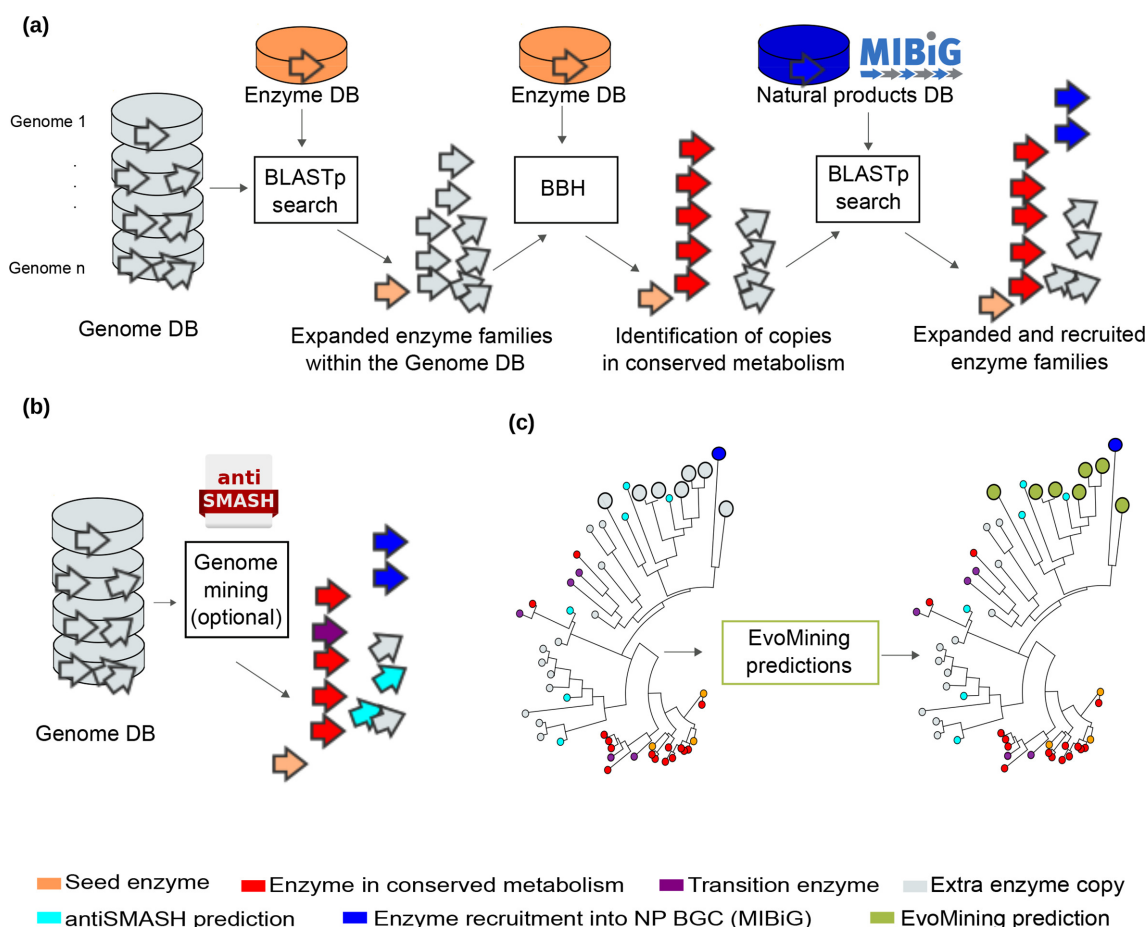 (a)
Enzyme DB
Enzyme DB
MIBiG
Natural products DB
Genome 1
.
.
.
Genome n
BLASTp
search
BBH
BLASTp
search
Genome DB
Expanded enzyme families
within the Genome DB
Identification of copies
in conserved metabolism
Expanded and recruited
enzyme families
(b)
anti
SMASH
Genome
mining
(optional)
Genome DB
(c)
EvoMining
predictions
Seed enzyme
Enzyme in conserved metabolism
Transition enzyme
Extra enzyme copy
antiSMASH prediction
Enzyme recruitment into NP BGC (MIBiG)
EvoMining prediction